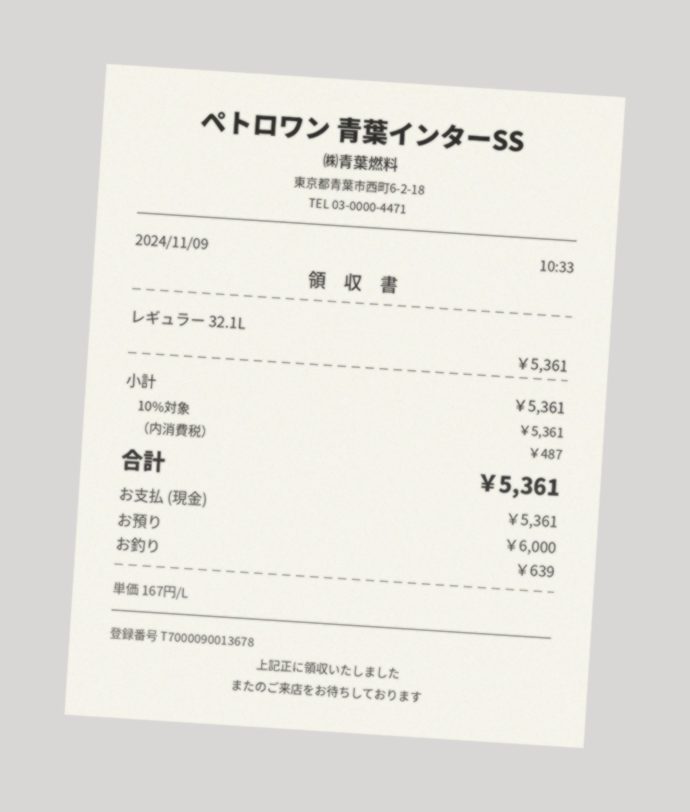 ペトロワン 青葉インターSS
㈱青葉燃料
東京都青葉市西町6-2-18
TEL 03-0000-4471
2024/11/09 10:33
領 収 書
レギュラー 32.1L
¥5,361
小計 ¥5,361
10%対象 ¥5,361
（内消費税） ¥487
合計 ¥5,361
お支払 (現金) ¥5,361
お預り ¥6,000
お釣り ¥639
単価 167円/L
登録番号 T7000090013678
上記正に領収いたしました
またのご来店をお待ちしております